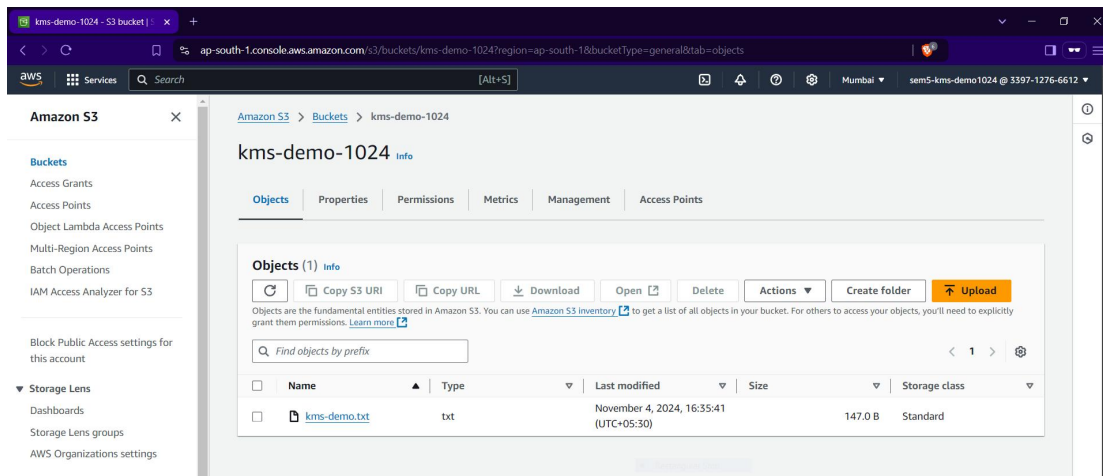 kms-demo-1024 - S3 bucket | S
ap-south-1.console.aws.amazon.com/s3/buckets/kms-demo-1024?region=ap-south-1&bucketType=general&tab=objects
aws
Services
Search
[Alt+S]
Mumbai ▼
sem5-kms-demo1024 @ 3397-1276-6612 ▼
Amazon S3
Buckets
Access Grants
Access Points
Object Lambda Access Points
Multi-Region Access Points
Batch Operations
IAM Access Analyzer for S3
Block Public Access settings for
this account
▼ Storage Lens
Dashboards
Storage Lens groups
AWS Organizations settings
Amazon S3 > Buckets > kms-demo-1024
kms-demo-1024 Info
Objects Properties Permissions Metrics Management Access Points
Objects (1) Info
Copy S3 URI Copy URL Download Open Delete Actions ▼ Create folder Upload
Objects are the fundamental entities stored in Amazon S3. You can use Amazon S3 inventory to get a list of all objects in your bucket. For others to access your objects, you'll need to explicitly
grant them permissions. Learn more
Find objects by prefix
< 1 >
Name Type Last modified Size Storage class
kms-demo.txt txt November 4, 2024, 16:35:41 147.0 B Standard
(UTC+05:30)